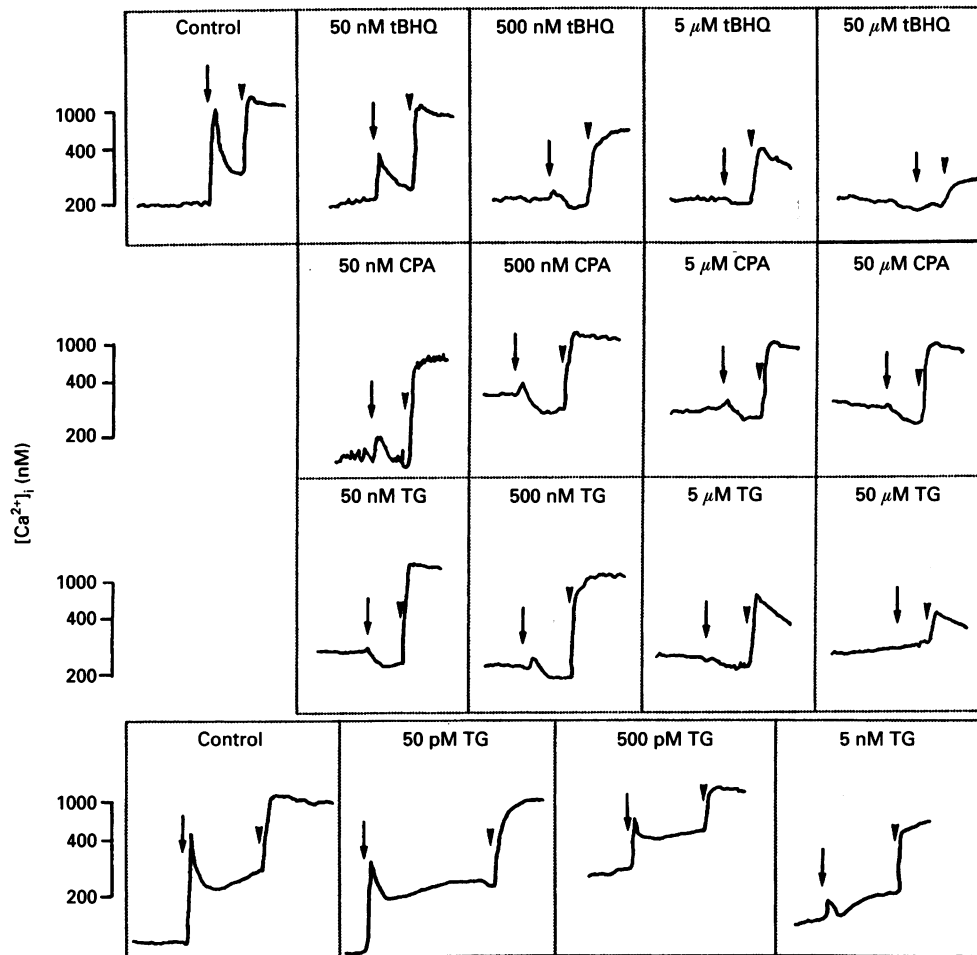 Control
50 nM tBHQ
500 nM tBHQ
5 μM tBHQ
50 μM tBHQ
1000
400
200
50 nM CPA
500 nM CPA
5 μM CPA
50 μM CPA
1000
400
200
[Ca²⁺]ᵢ (nM)
50 nM TG
500 nM TG
5 μM TG
50 μM TG
1000
400
200
Control
50 pM TG
500 pM TG
5 nM TG
1000
400
200